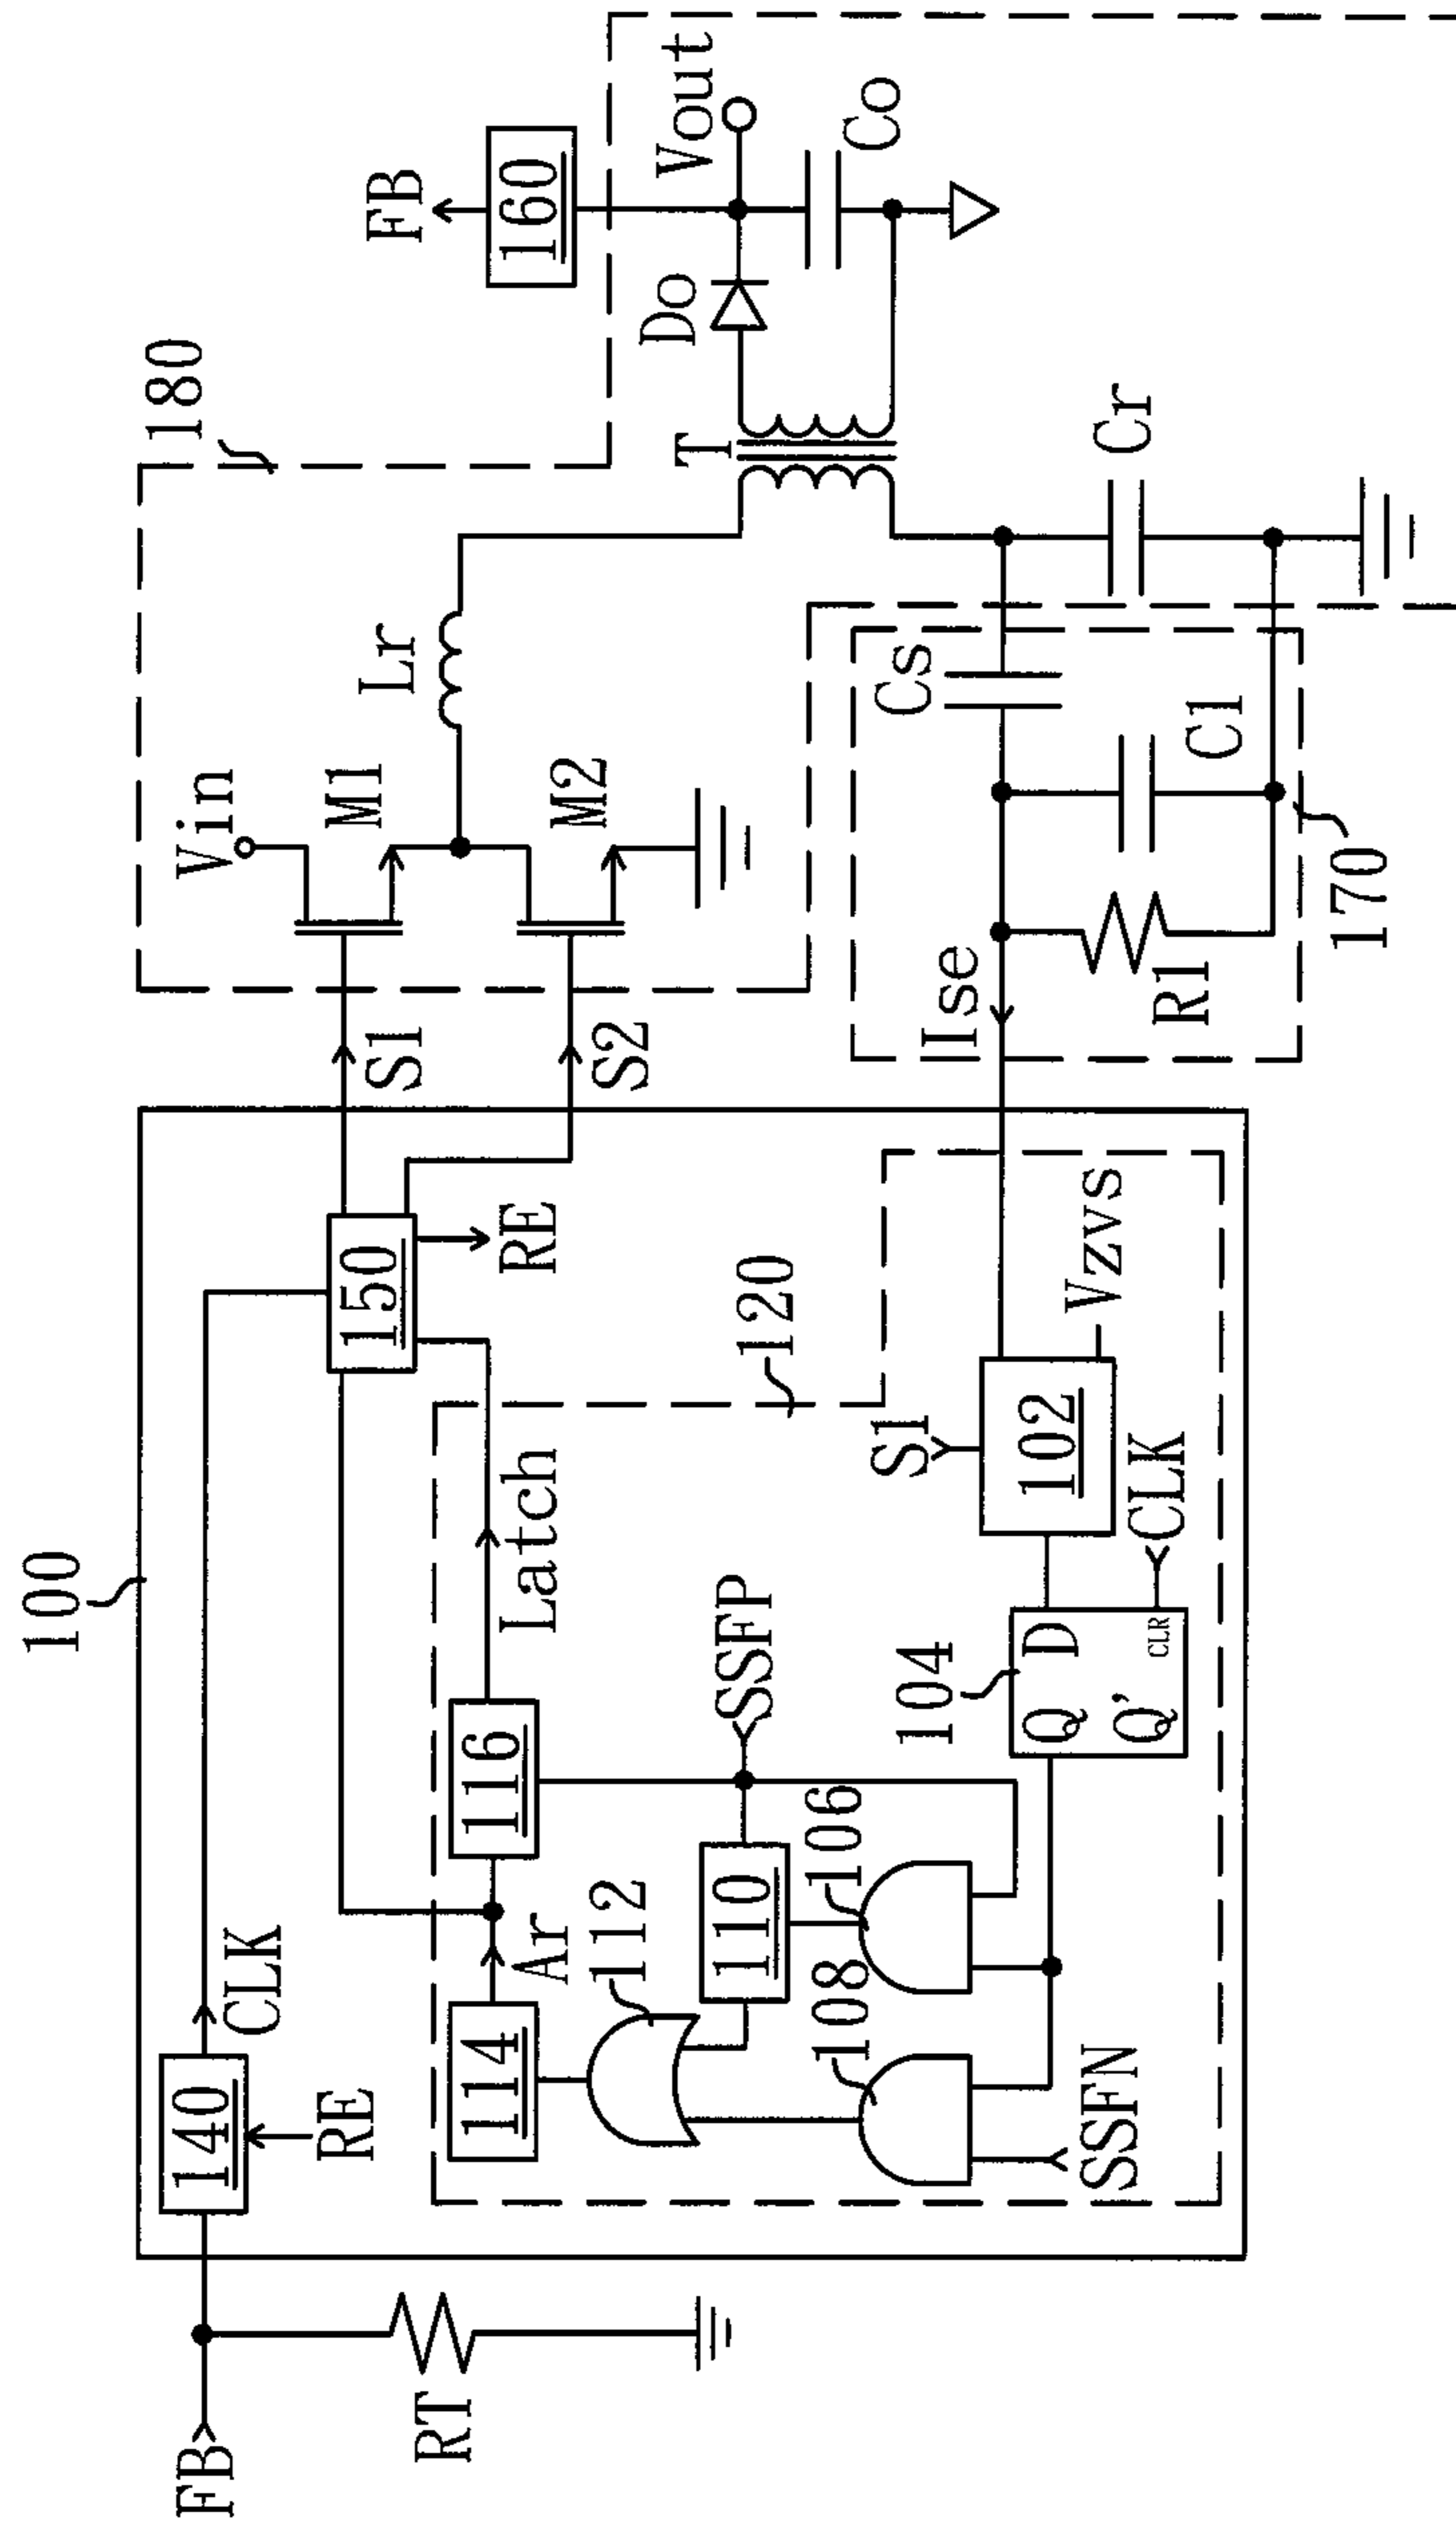 100
180
FB
160
Vout
Co
Do
T
Vin
M1
M2
Lr
S1
S2
Cr
Cs
C1
R1
IIse
170
FB
RT
140
RE
CLK
150
RE
120
Latch
116
114
Ar
112
110
SSFP
106
108
SSFN
104
Q D
Q' CLR
CLK
102
S1
Vzvs